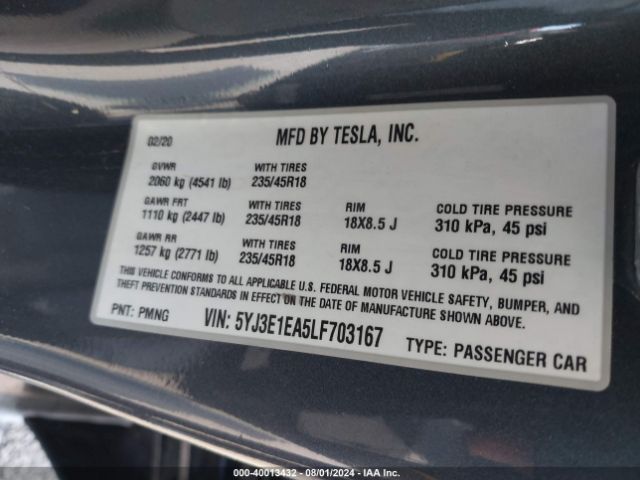 02/20 MFD BY TESLA, INC.
GVWR WITH TIRES
2060 kg (4541 lb) 235/45R18
GAWR FRT WITH TIRES RIM COLD TIRE PRESSURE
1110 kg (2447 lb) 235/45R18 18X8.5 J 310 kPa, 45 psi
GAWR RR WITH TIRES RIM COLD TIRE PRESSURE
1257 kg (2771 lb) 235/45R18 18X8.5 J 310 kPa, 45 psi
THIS VEHICLE CONFORMS TO ALL APPLICABLE U.S. FEDERAL MOTOR VEHICLE SAFETY, BUMPER, AND
THEFT PREVENTION STANDARDS IN EFFECT ON THE DATE OF MANUFACTURE SHOWN ABOVE.
PNT: PMNG VIN: 5YJ3E1EA5LF703167 TYPE: PASSENGER CAR
000-40013432 - 08/01/2024 - IAA Inc.